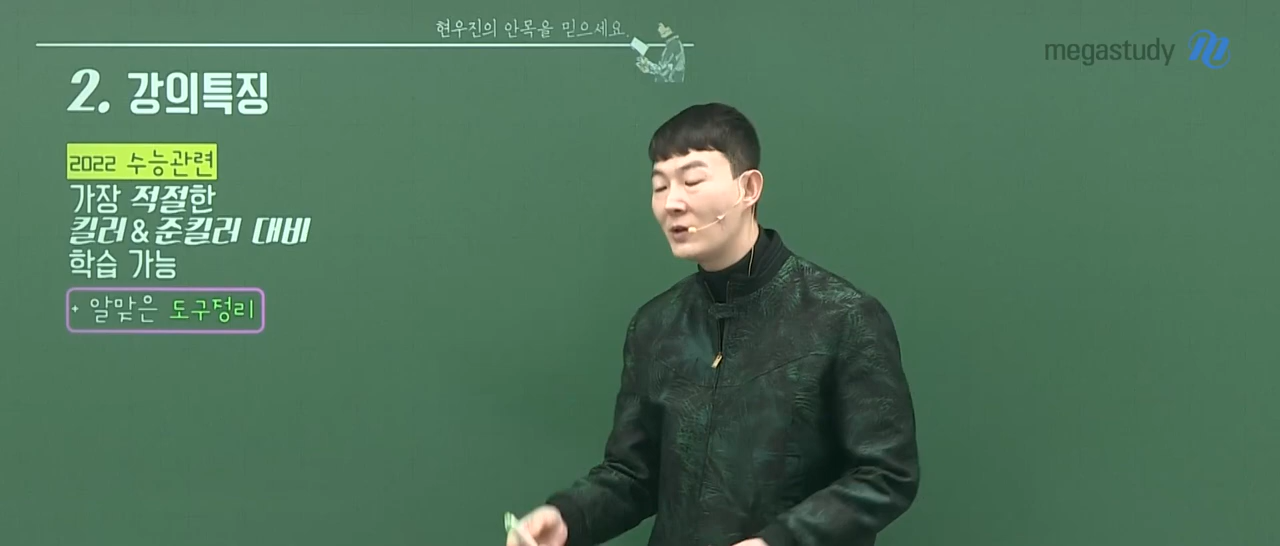 현우진의 안목을 믿으세요.
megastudy
2. 강의특징
2022 수능관련
가장 적절한
킬러&준킬러 대비
학습 가능
+ 알맞은 도구정리